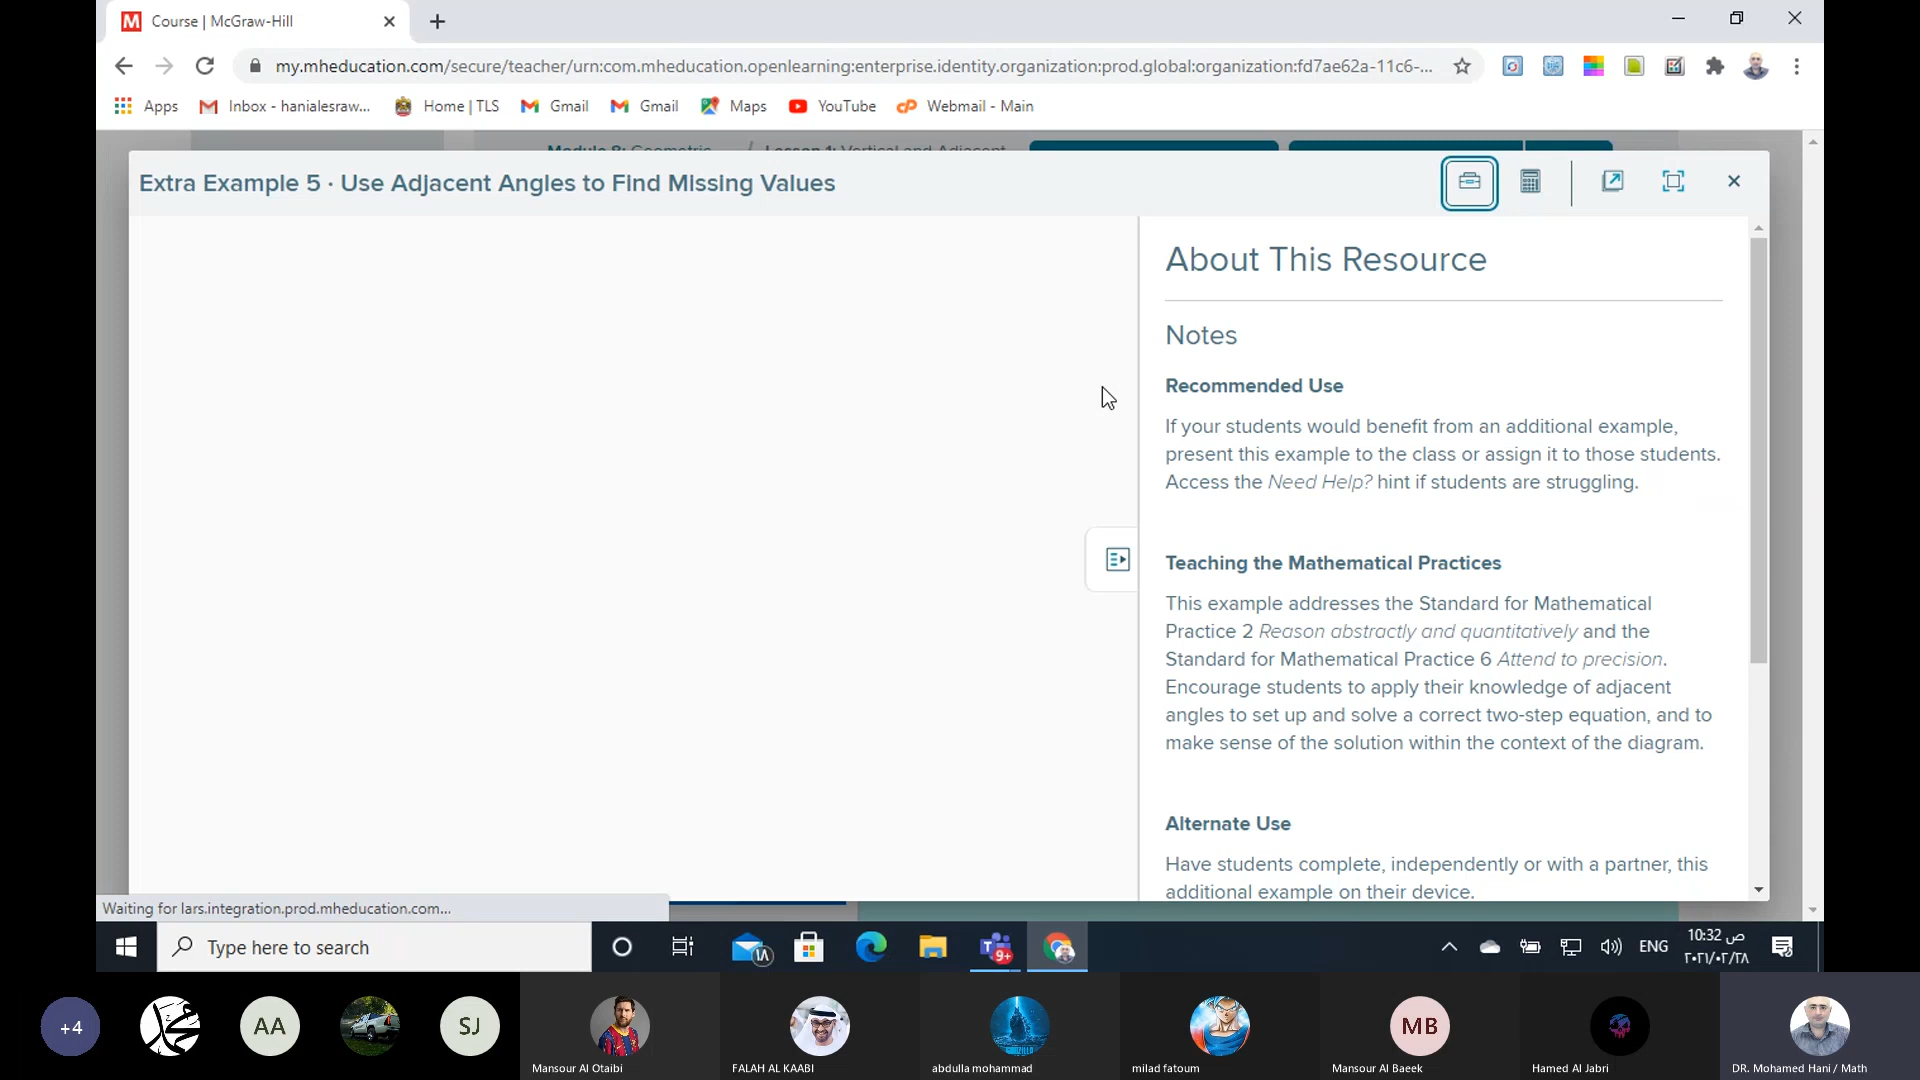 Course | McGraw-Hill
my.mheducation.com/secure/teacher/urn:com.mheducation.openlearning:enterprise.identity.organization:prod.global:organization:fd7ae62a-11c6-...
Apps
Inbox - hanialesraw...
Home | TLS
Gmail
Gmail
Maps
YouTube
Webmail - Main
Module 8: Geometric / Lesson 1: Vertical and Adjacent
Extra Example 5 · Use Adjacent Angles to Find Missing Values
About This Resource
Notes
Recommended Use
If your students would benefit from an additional example,
present this example to the class or assign it to those students.
Access the Need Help? hint if students are struggling.
Teaching the Mathematical Practices
This example addresses the Standard for Mathematical
Practice 2 Reason abstractly and quantitatively and the
Standard for Mathematical Practice 6 Attend to precision.
Encourage students to apply their knowledge of adjacent
angles to set up and solve a correct two-step equation, and to
make sense of the solution within the context of the diagram.
Alternate Use
Have students complete, independently or with a partner, this
additional example on their device.
Waiting for lars.integration.prod.mheducation.com...
Type here to search
١٨
9+
ENG
10:32 ص
٢٠٢١/٠٢/٢٨
+4
AA
SJ
MB
Mansour Al Otaibi
FALAH AL KAABI
abdulla mohammad
milad fatoum
Mansour Al Baeek
Hamed Al Jabri
DR. Mohamed Hani / Math